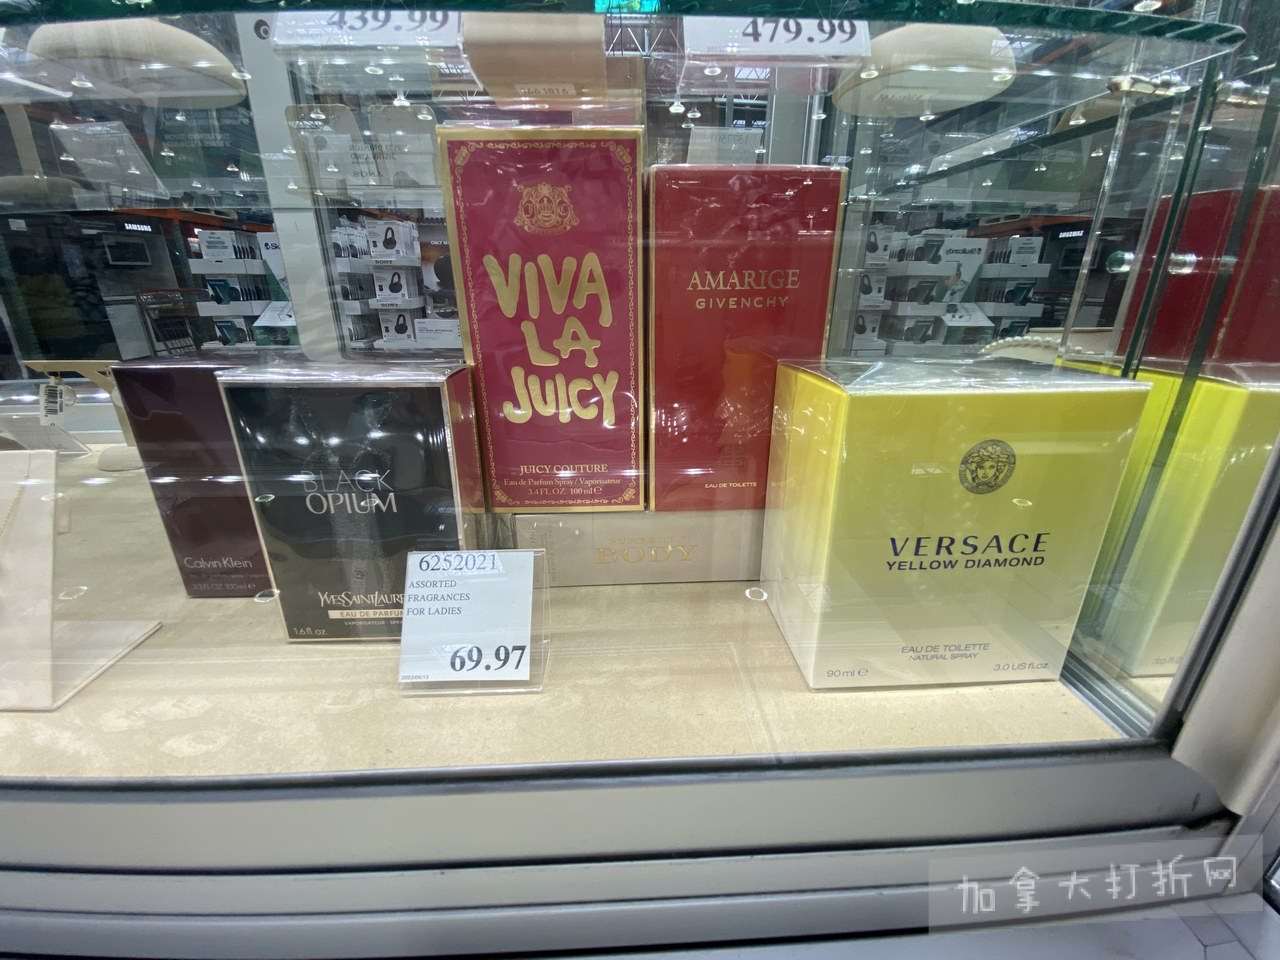 439.99
479.99
SAMSUNG
VIVA
LA
JUICY
JUICY COUTURE
Eau de Parfum Spray / Vaporisateur
3.4 FL. OZ. 100 ml e
AMARIGE
GIVENCHY
EAU DE TOILETTE
Calvin Klein
BLACK
OPIUM
YVESSAINTLAURE
EAU DE PARFUM
1.6 fl oz.
BODY
6252021
ASSORTED
FRAGRANCES
FOR LADIES
69.97
VERSACE
YELLOW DIAMOND
EAU DE TOILETTE
NATURAL SPRAY
90 ml e
3.0 US fl.oz.
加拿大打折网